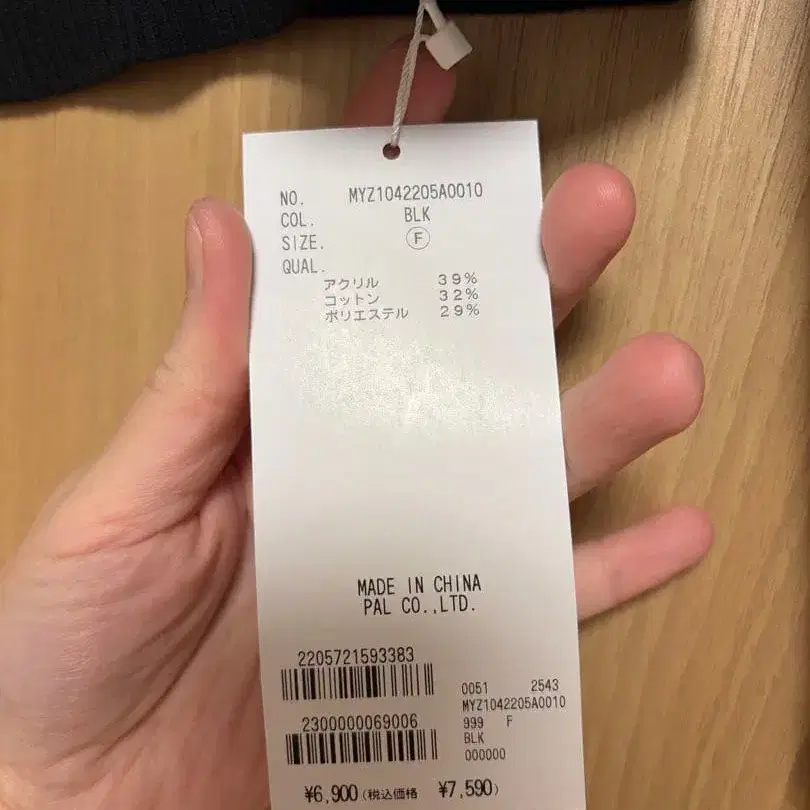 NO. MYZ1042205A0010
COL. BLK
SIZE. F
QUAL.
アクリル 39%
コットン 32%
ポリエステル 29%
MADE IN CHINA
PAL CO.,LTD.
2205721593383
2300000069006
0051 2543
MYZ1042205A0010
999 F
BLK
000000
¥6,900(税込価格 ¥7,590)